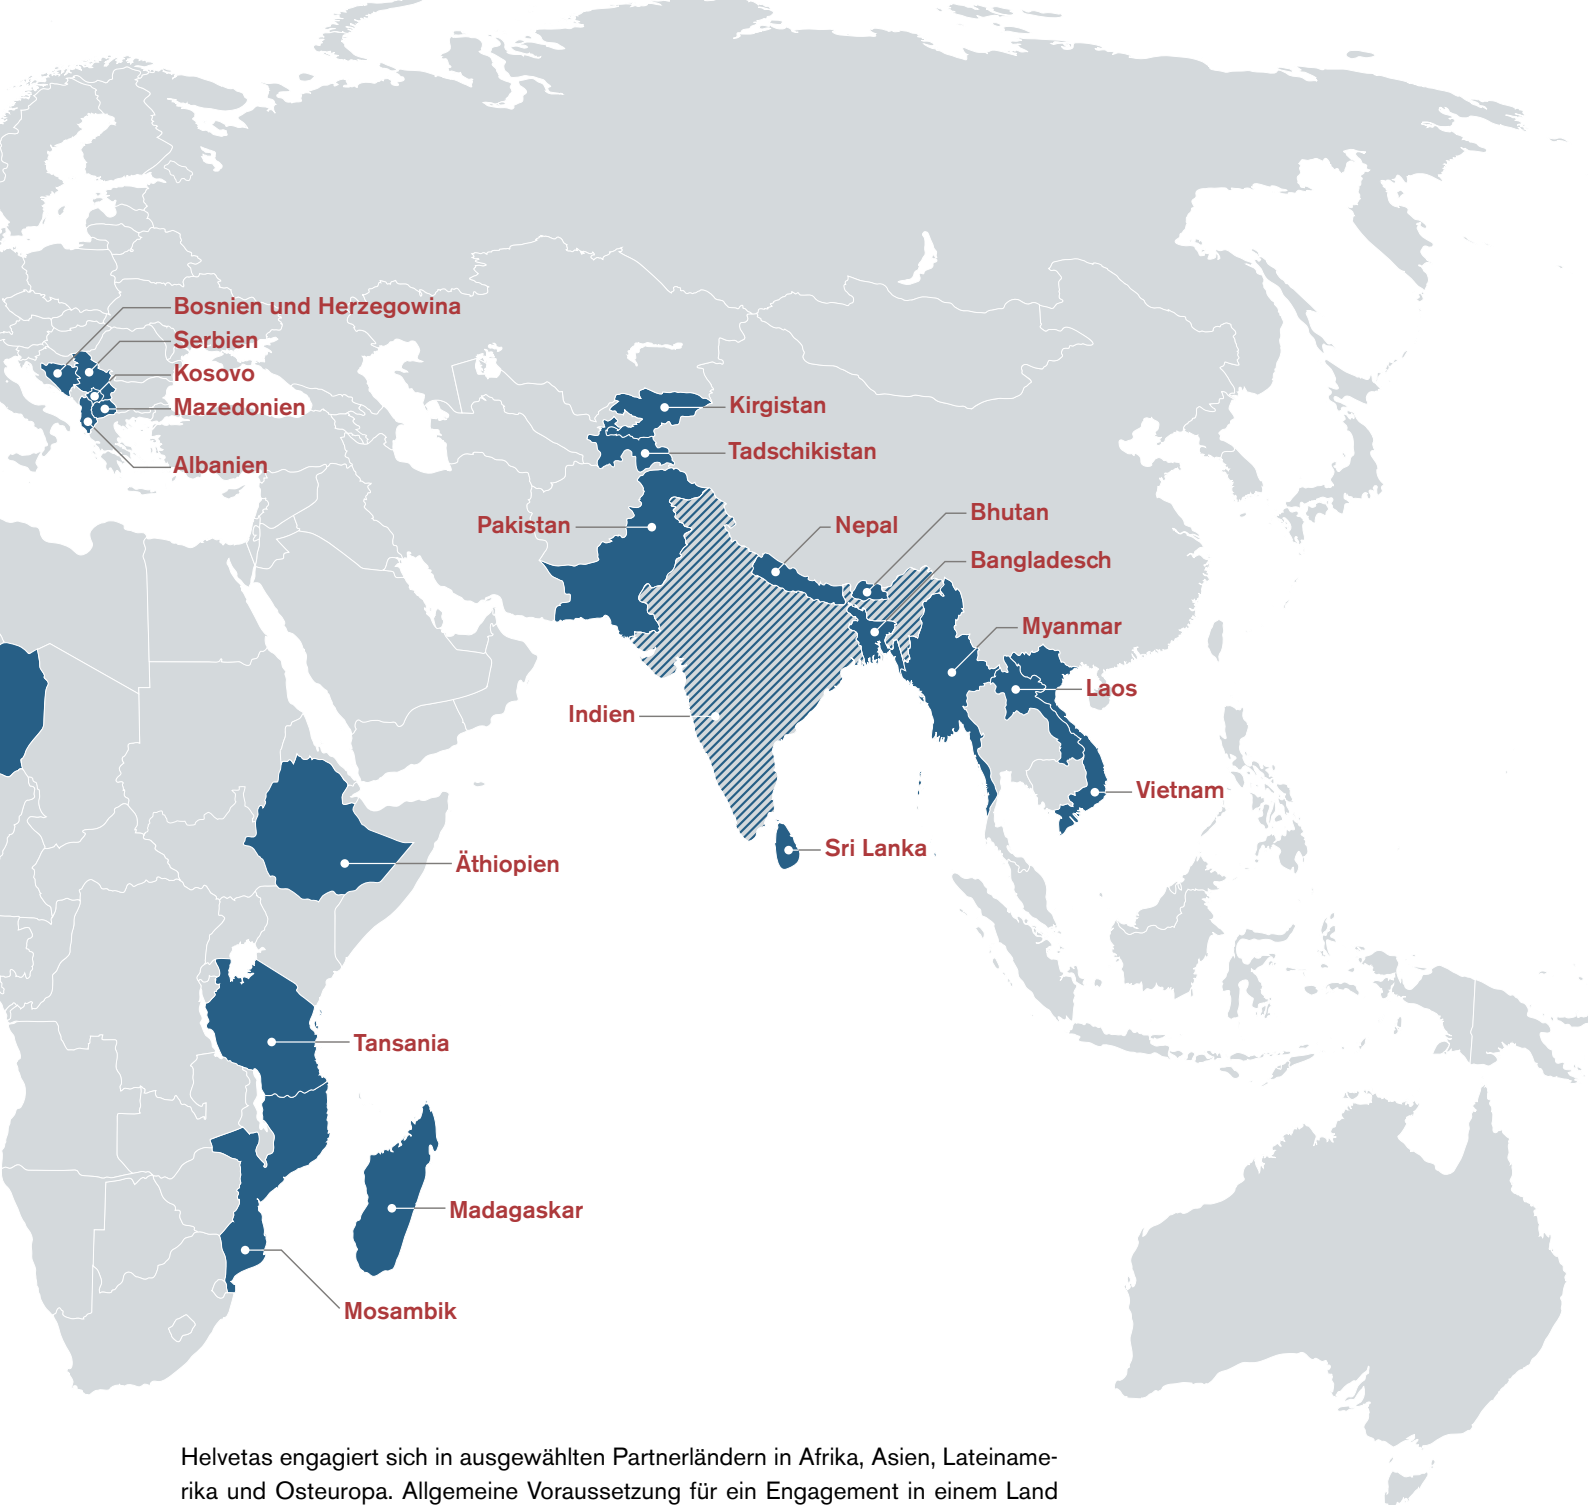 Bosnien und Herzegowina
Serbien
Kosovo
Mazedonien
Albanien
Kirgistan
Tadschikistan
Pakistan
Nepal
Bhutan
Bangladesch
Myanmar
Laos
Indien
Vietnam
Sri Lanka
Äthiopien
Tansania
Madagaskar
Mosambik
Helvetas engagiert sich in ausgewählten Partnerländern in Afrika, Asien, Lateiname-
rika und Osteuropa. Allgemeine Voraussetzung für ein Engagement in einem Land